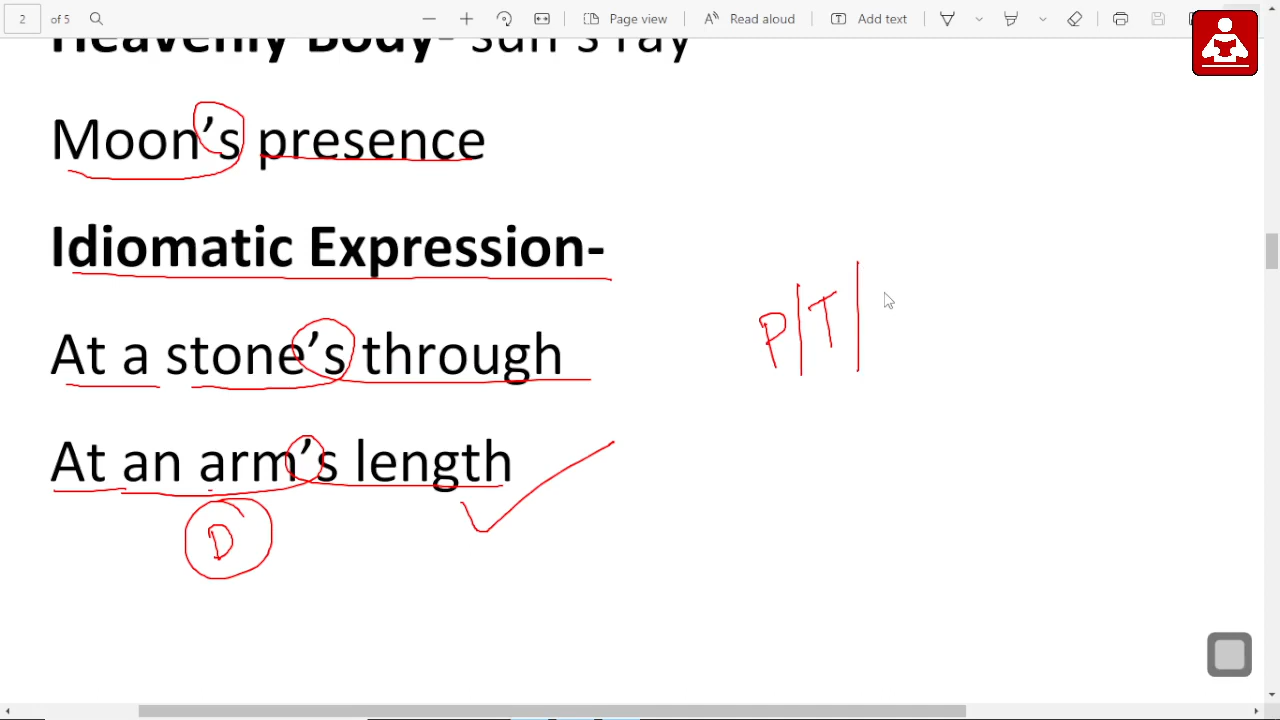 2 of 5 Page view Read aloud Add text
Heavenly Body- sun's ray
Moon’s presence
Idiomatic Expression-
At a stone’s through
P|T|
At an arm’s length
D